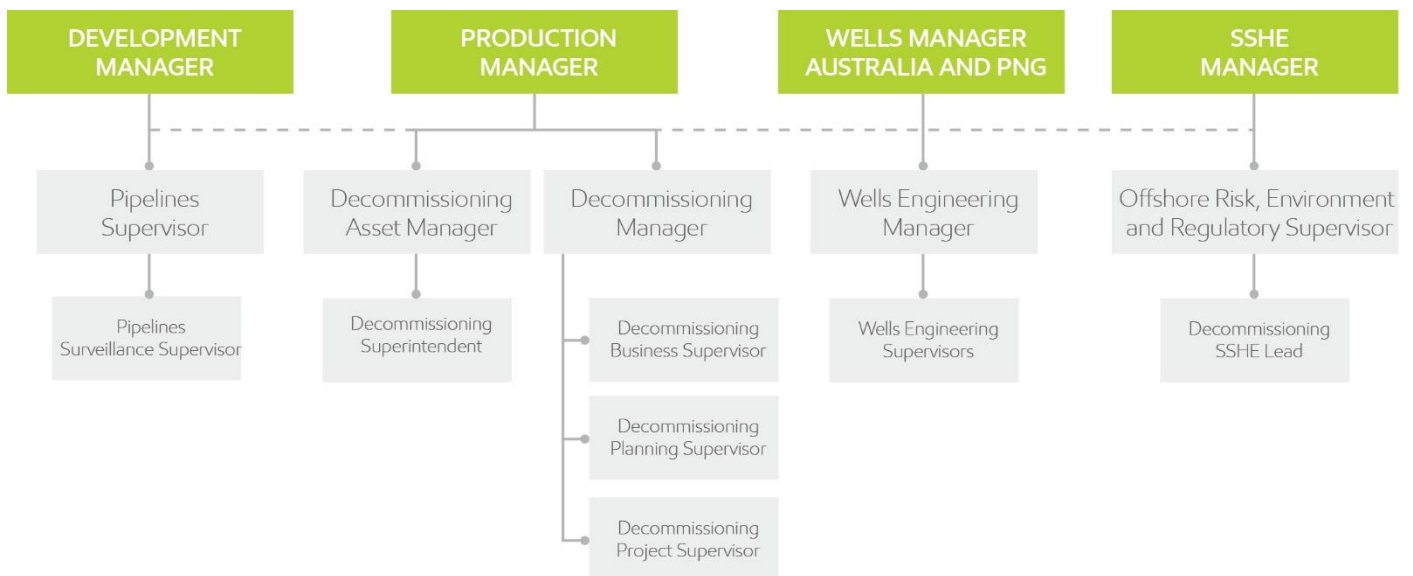 DEVELOPMENT
MANAGER
PRODUCTION
MANAGER
WELLS MANAGER
AUSTRALIA AND PNG
SSHE
MANAGER
Pipelines
Supervisor
Decommissioning
Asset Manager
Decommissioning
Manager
Wells Engineering
Manager
Offshore Risk, Environment
and Regulatory Supervisor
Pipelines
Surveillance Supervisor
Decommissioning
Superintendent
Decommissioning
Business Supervisor
Decommissioning
Planning Supervisor
Decommissioning
Project Supervisor
Wells Engineering
Supervisors
Decommissioning
SSHE Lead